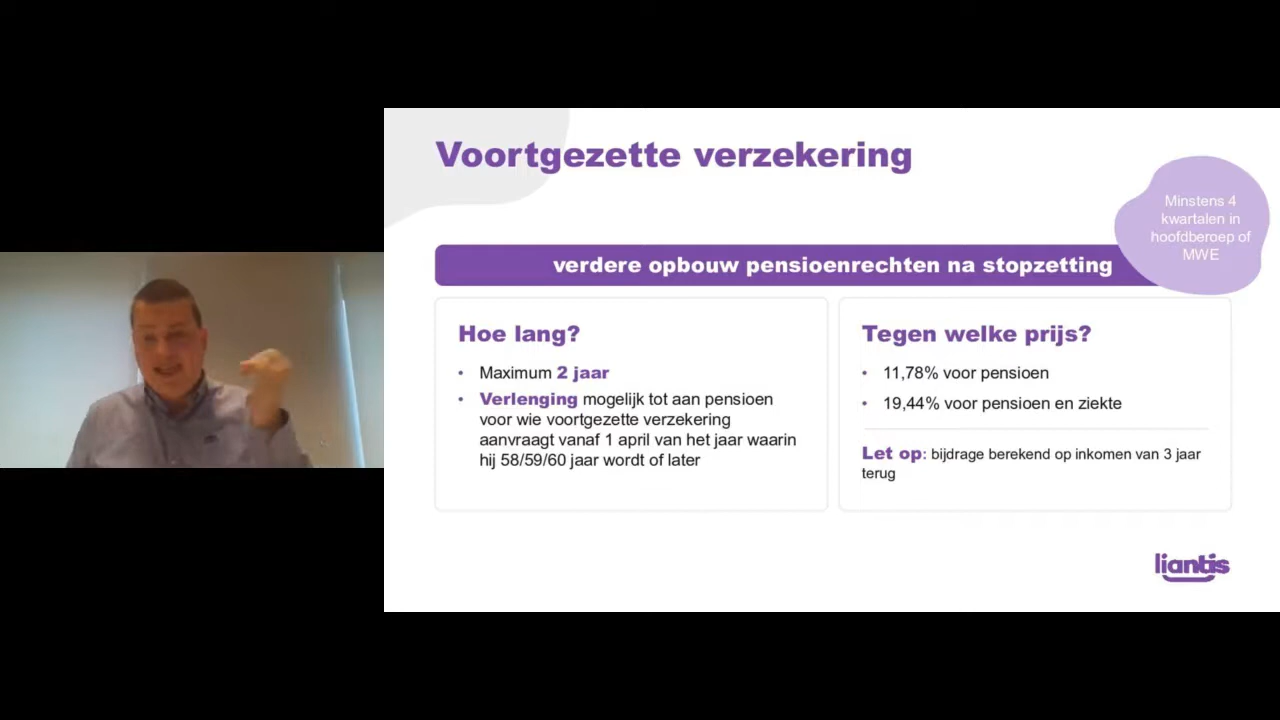 Voortgezette verzekering
Minstens 4
kwartalen in
hoofdberoep of
MWE
verdere opbouw pensioenrechten na stopzetting
Hoe lang?
• Maximum 2 jaar
• Verlenging mogelijk tot aan pensioen
voor wie voortgezette verzekering
aanvraagt vanaf 1 april van het jaar waarin
hij 58/59/60 jaar wordt of later
Tegen welke prijs?
• 11,78% voor pensioen
• 19,44% voor pensioen en ziekte
Let op: bijdrage berekend op inkomen van 3 jaar
terug
liantis